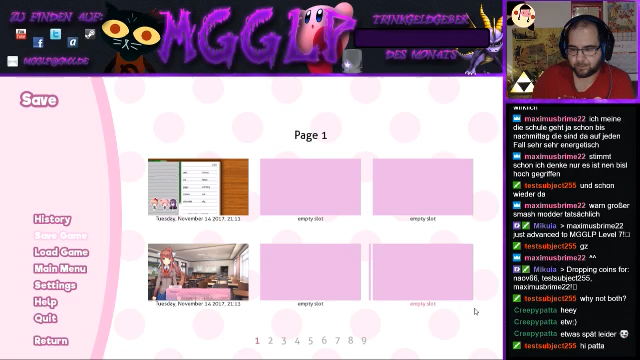 ZU FINDEN AUF:
MGGLP@GMX.DE
MGGLP
TRINKGELDGEBER
DES MONATS
Save
Page 1
Tuesday, November 14 2017, 21:13
empty slot
empty slot
Tuesday, November 14 2017, 21:13
empty slot
empty slot
History
Save Game
Load Game
Main Menu
Settings
Help
Quit
Return
1 2 3 4 5 6 7 8 9
wirklich
maximusbrime22: ich meine
die schule geht ja schon bis
nachmittag die sind da auf jeden
Fall sehr sehr energetisch
maximusbrime22: stimmt
schon ich denke nur es ist nen bisl
hoch gegriffen
testsubject255: und schon
wieder da
maximusbrime22: warn großer
smash modder tatsächlich
Mikula: > maximusbrime22
just advanced to MGGLP Level 7!
testsubject255: gz
maximusbrime22: ^^
Mikula: > Dropping coins for:
nacv66, testsubject255,
maximusbrime22!
testsubject255: why not both?
Creepypatta: heey
Creepypatta: etw:)
Creepypatta: etwas spät leider
testsubject255: hi patta